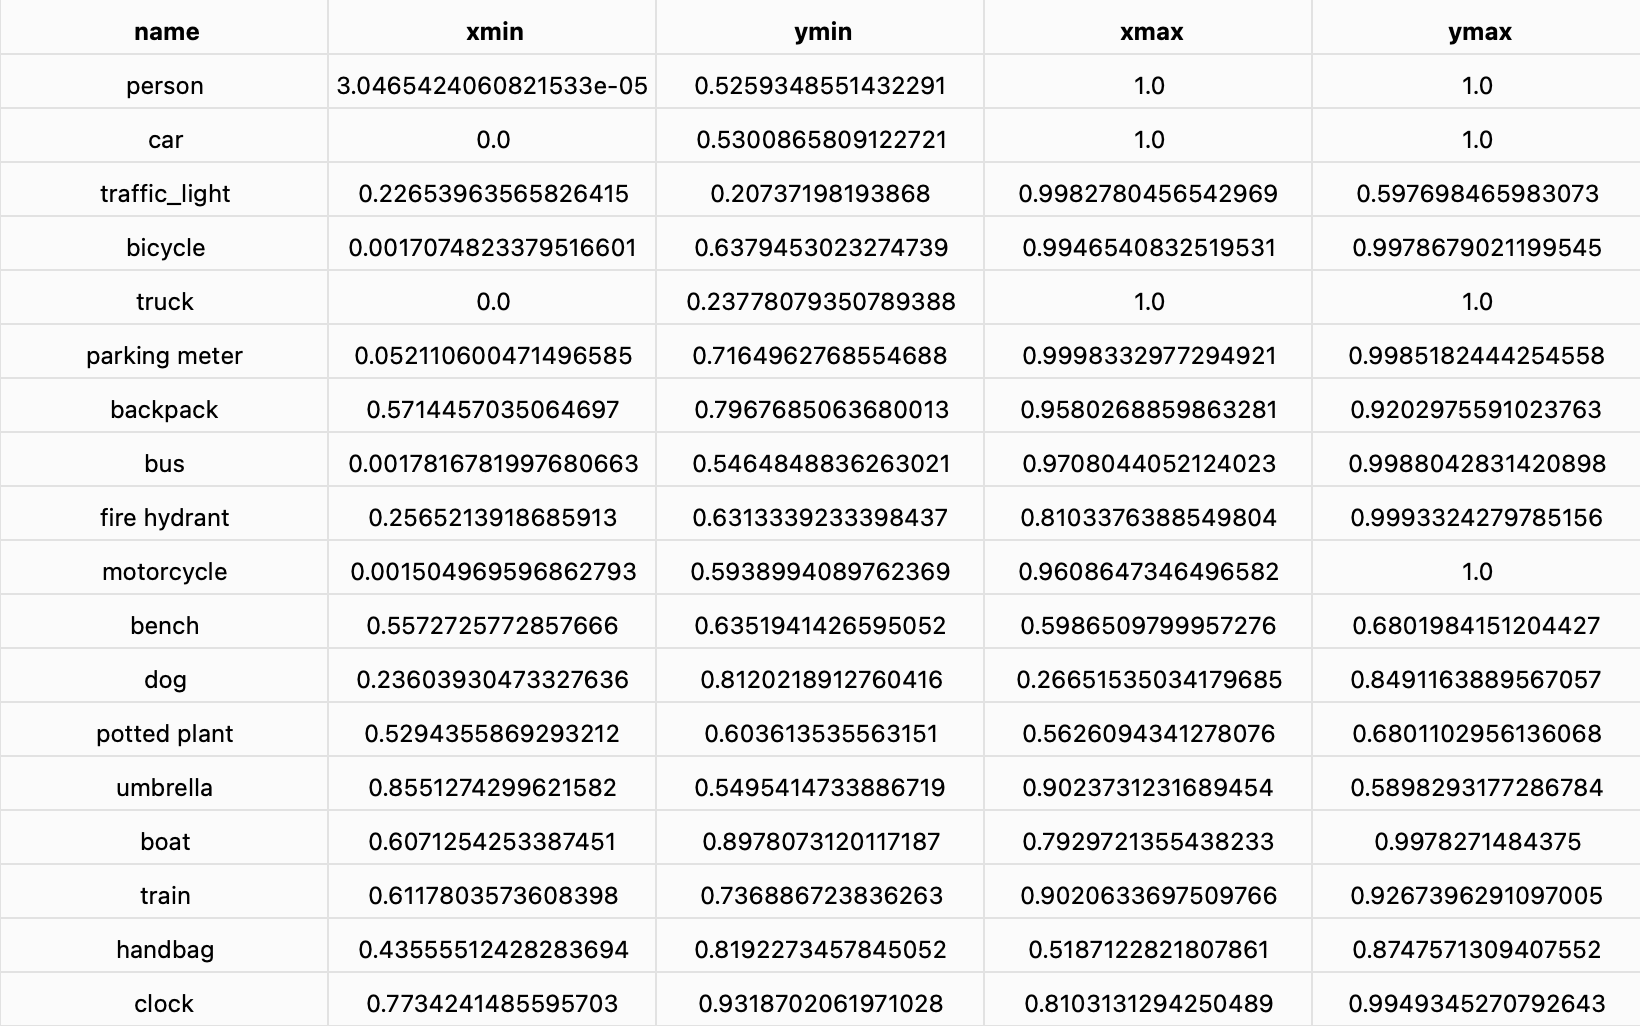 name xmin ymin xmax ymax
person 3.0465424060821533e-05 0.5259348551432291 1.0 1.0
car 0.0 0.5300865809122721 1.0 1.0
traffic_light 0.22653963565826415 0.20737198193868 0.9982780456542969 0.597698465983073
bicycle 0.0017074823379516601 0.6379453023274739 0.9946540832519531 0.9978679021199545
truck 0.0 0.23778079350789388 1.0 1.0
parking meter 0.052110600471496585 0.7164962768554688 0.9998332977294921 0.9985182444254558
backpack 0.5714457035064697 0.7967685063680013 0.9580268859863281 0.9202975591023763
bus 0.0017816781997680663 0.5464848836263021 0.9708044052124023 0.9988042831420898
fire hydrant 0.2565213918685913 0.6313339233398437 0.8103376388549804 0.9993324279785156
motorcycle 0.001504969596862793 0.5938994089762369 0.9608647346496582 1.0
bench 0.5572725772857666 0.6351941426595052 0.5986509799957276 0.6801984151204427
dog 0.23603930473327636 0.8120218912760416 0.26651535034179685 0.8491163889567057
potted plant 0.5294355869293212 0.603613535563151 0.5626094341278076 0.6801102956136068
umbrella 0.8551274299621582 0.5495414733886719 0.9023731231689454 0.5898293177286784
boat 0.6071254253387451 0.8978073120117187 0.7929721355438233 0.9978271484375
train 0.6117803573608398 0.736886723836263 0.9020633697509766 0.9267396291097005
handbag 0.43555512428283694 0.8192273457845052 0.5187122821807861 0.8747571309407552
clock 0.7734241485595703 0.9318702061971028 0.8103131294250489 0.9949345270792643